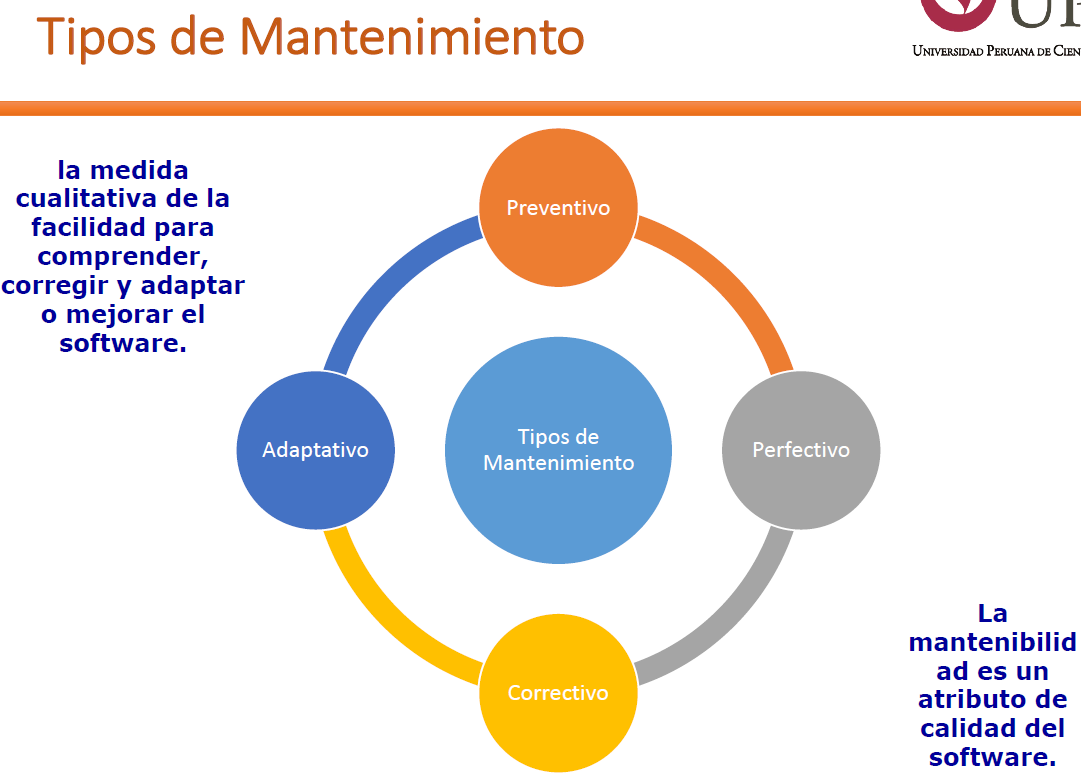 Tipos de Mantenimiento
UNIVERSIDAD PERUANA DE
la medida
cualitativa de la
facilidad para
comprender,
corregir y adaptar
o mejorar el
software.
Preventivo
Adaptativo
Tipos de
Mantenimiento
Perfectivo
Correctivo
La
mantenibilid
ad es un
atributo de
calidad del
software.